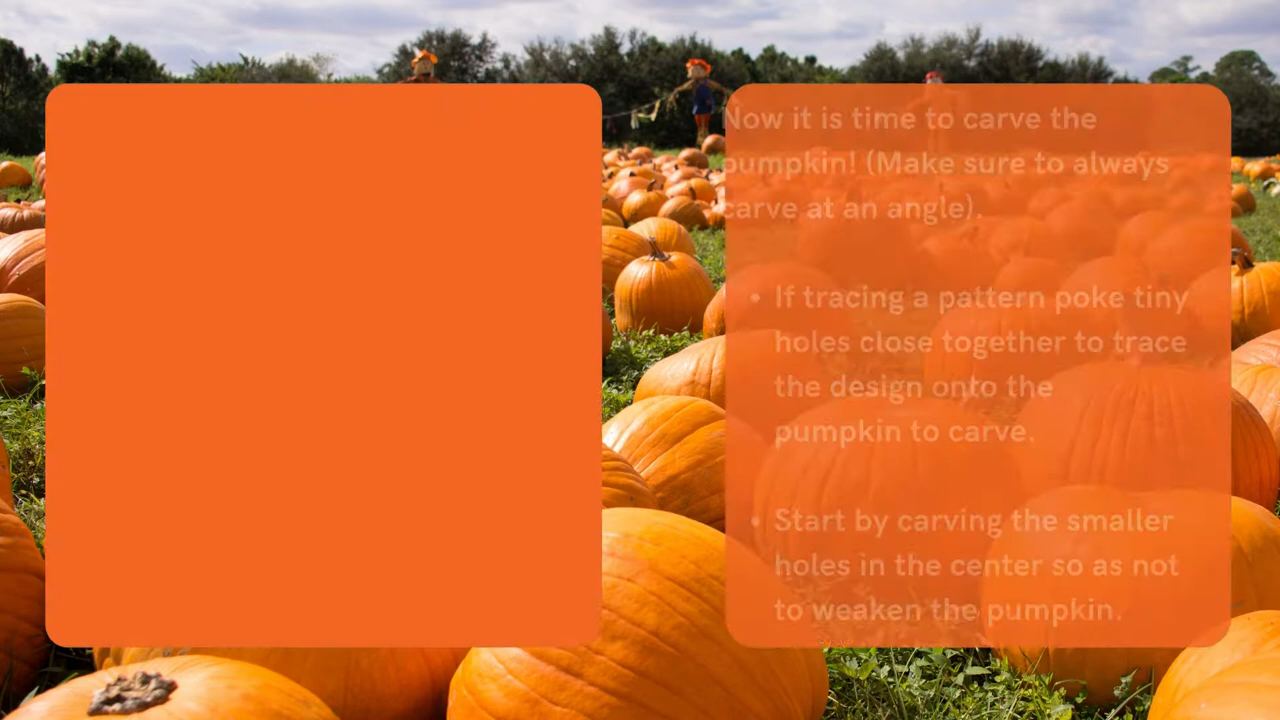 Now it is time to carve the
pumpkin! (Make sure to always
carve at an angle).
• If tracing a pattern poke tiny
holes close together to trace
the design onto the
pumpkin to carve.
• Start by carving the smaller
holes in the center so as not
to weaken the pumpkin.